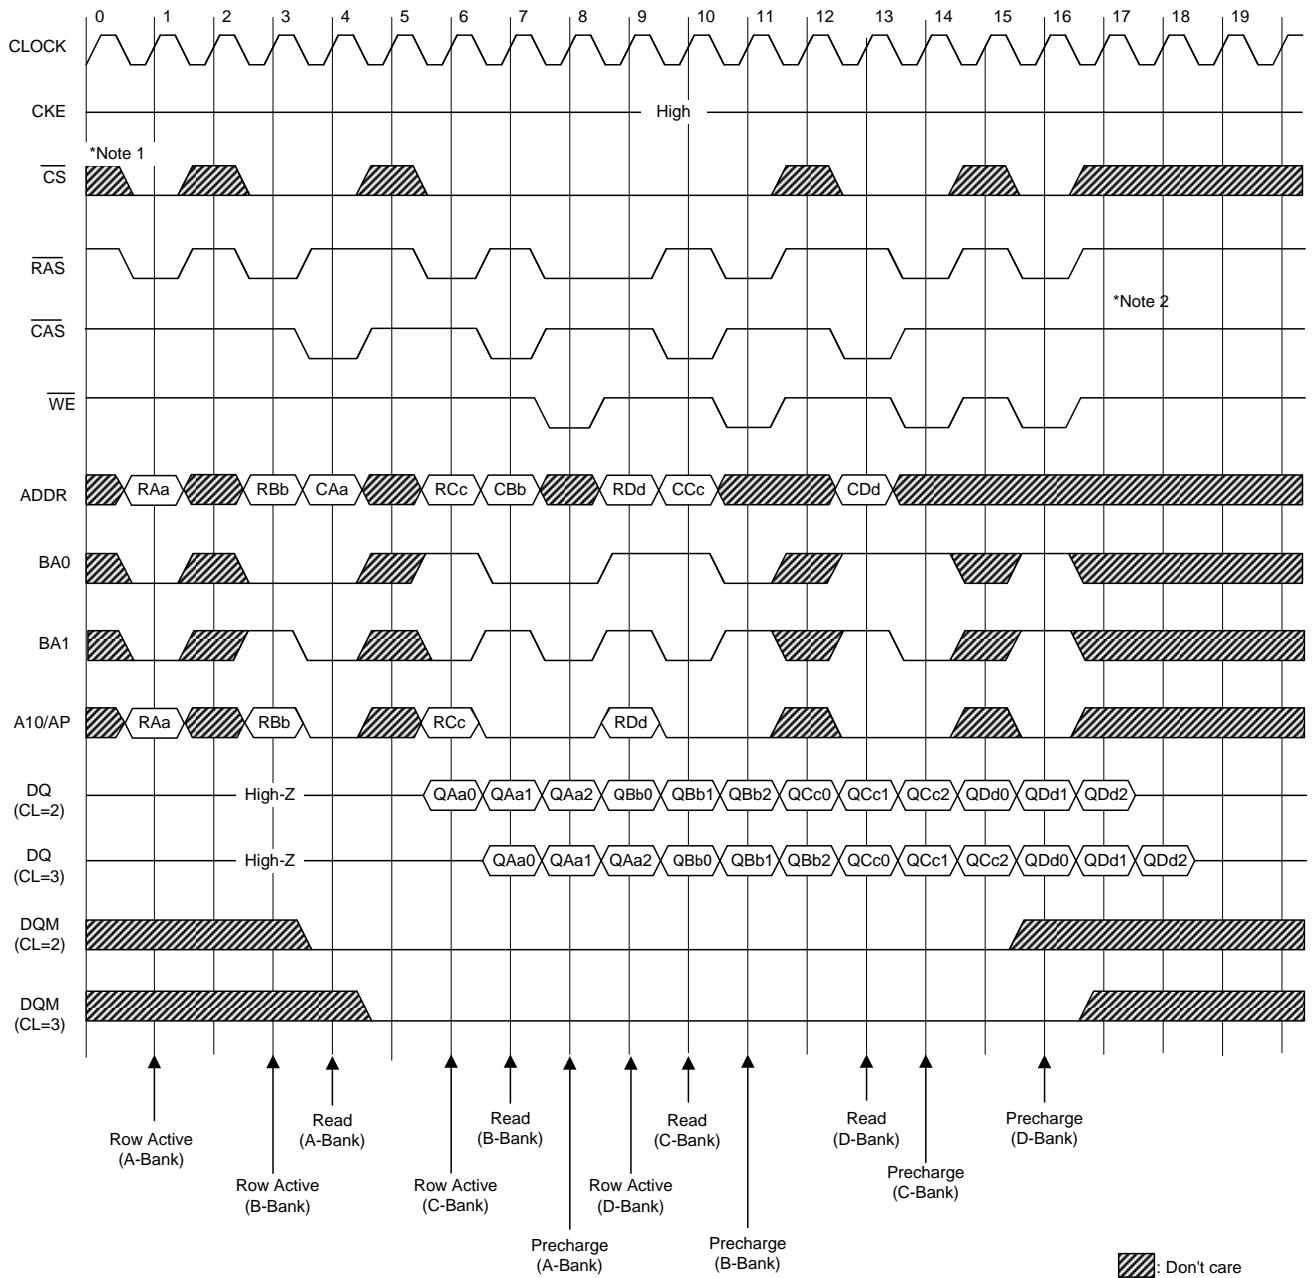 0 1 2 3 4 5 6 7 8 9 10 11 12 13 14 15 16 17 18 19
CLOCK
CKE High
*Note 1
CS
RAS
*Note 2
CAS
WE
ADDR RAa RBb CAa RCc CBb RDd CCc CDd
BA0
BA1
A10/AP RAa RBb RCc RDd
DQ
(CL=2) High-Z QAa0 QAa1 QAa2 QBb0 QBb1 QBb2 QCc0 QCc1 QCc2 QDd0 QDd1 QDd2
DQ
(CL=3) High-Z QAa0 QAa1 QAa2 QBb0 QBb1 QBb2 QCc0 QCc1 QCc2 QDd0 QDd1 QDd2
DQM
(CL=2)
DQM
(CL=3)
Row Active
(A-Bank)
Row Active
(B-Bank)
Read
(A-Bank)
Row Active
(C-Bank)
Read
(B-Bank)
Precharge
(A-Bank)
Row Active
(D-Bank)
Read
(C-Bank)
Precharge
(B-Bank)
Read
(D-Bank)
Precharge
(C-Bank)
Precharge
(D-Bank)
: Don't care